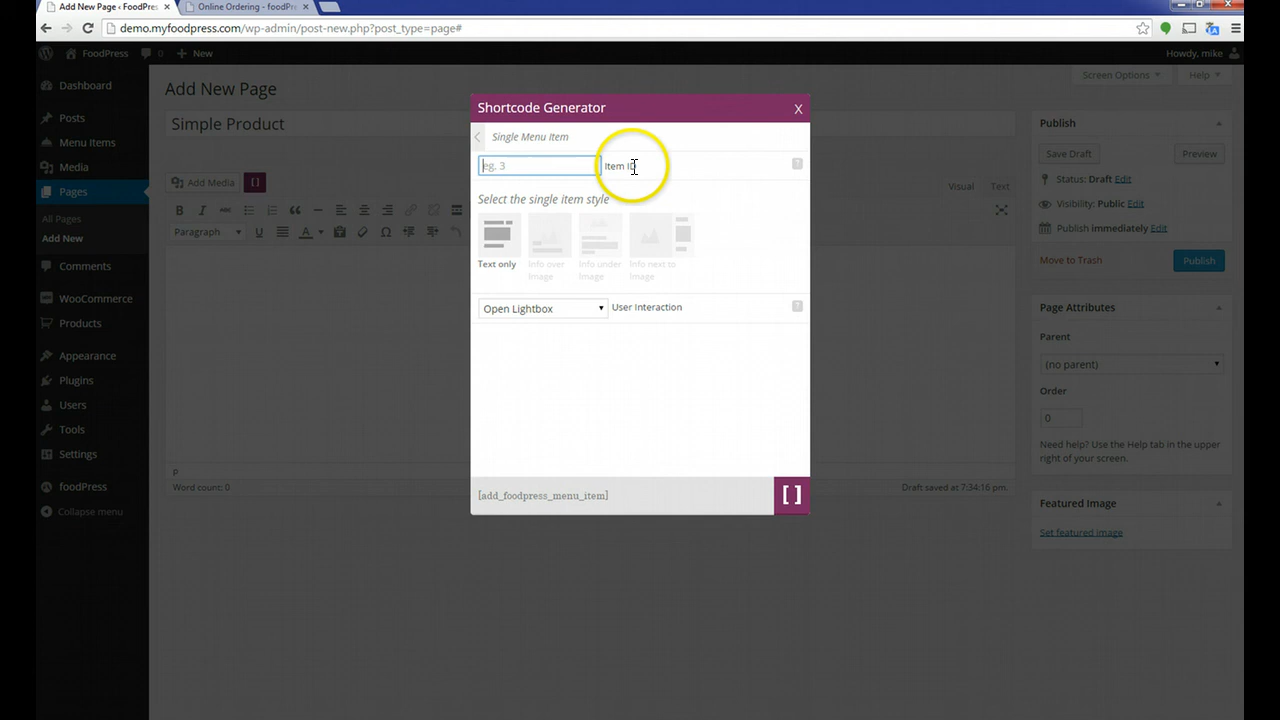 Add New Page ‹ FoodPres
Online Ordering - foodPr
demo.myfoodpress.com/wp-admin/post-new.php?post_type=page#
FoodPress 0 + New Howdy, mike
Dashboard
Posts
Menu Items
Media
Pages
All Pages
Add New
Comments
WooCommerce
Products
Appearance
Plugins
Users
Tools
Settings
foodPress
Collapse menu
Add New Page
Screen Options
Help
Simple Product
Add Media
[ ]
Visual Text
B I ABC
Paragraph U A
P
Word count: 0 Draft saved at 7:34:16 pm.
Shortcode Generator X
Single Menu Item
eg. 3 Item ID ?
Select the single item style
Text only
Info over Image
Info under Image
Info next to Image
Open Lightbox User Interaction ?
[add_foodpress_menu_item] [ ]
Publish
Save Draft Preview
Status: Draft Edit
Visibility: Public Edit
Publish immediately Edit
Move to Trash Publish
Page Attributes
Parent
(no parent)
Order
0
Need help? Use the Help tab in the upper
right of your screen.
Featured Image
Set featured image